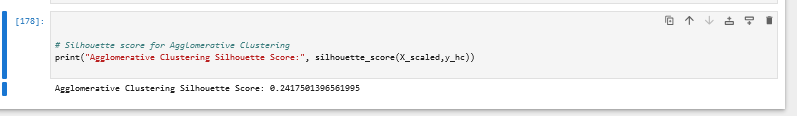 [178]:
# Silhouette score for Agglomerative Clustering
print("Agglomerative Clustering Silhouette Score:", silhouette_score(X_scaled,y_hc))
Agglomerative Clustering Silhouette Score: 0.2417501396561995